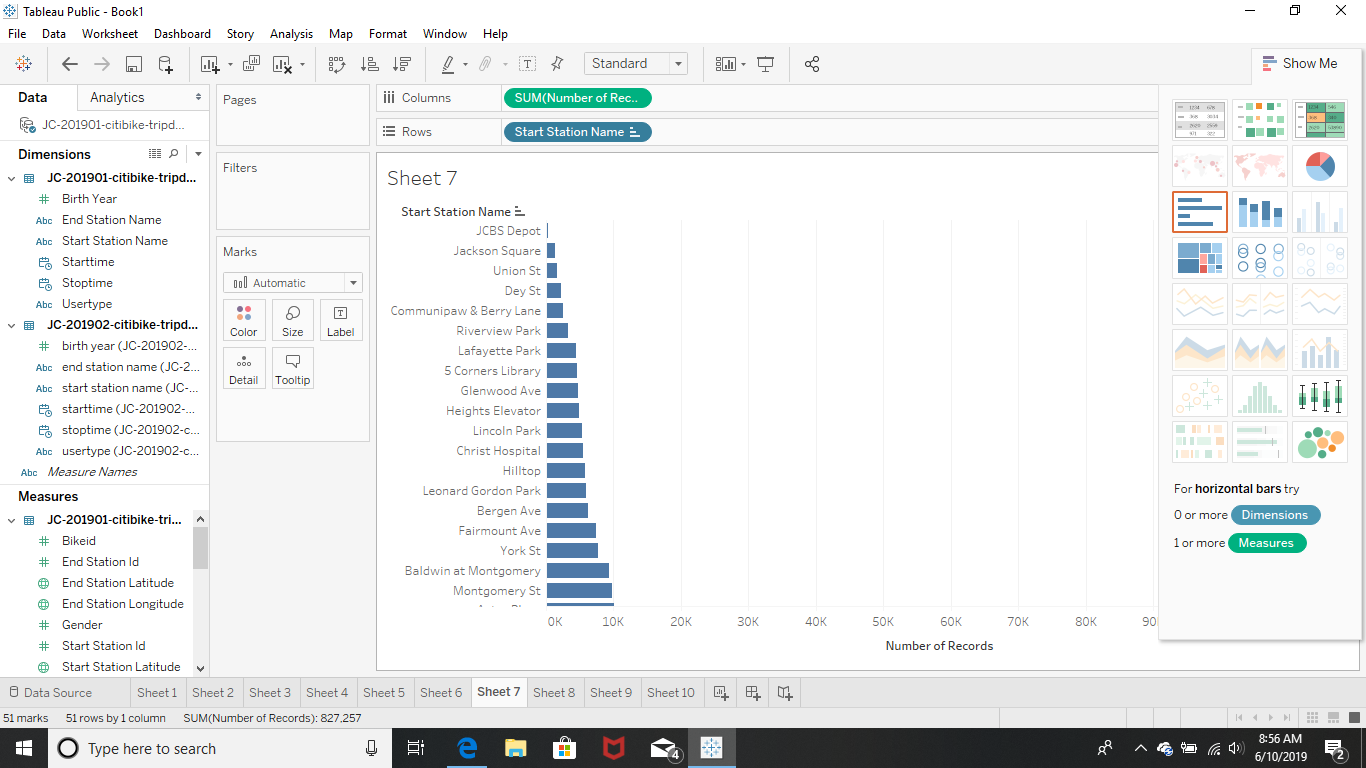 Tableau Public - Book1
File Data Worksheet Dashboard Story Analysis Map Format Window Help
Standard
Show Me
Data Analytics
JC-201901-citibike-tripd...
Dimensions
JC-201901-citibike-tripd...
Birth Year
Abc End Station Name
Abc Start Station Name
Starttime
Stoptime
Abc Usertype
JC-201902-citibike-tripd...
birth year (JC-201902-...
Abc end station name (JC-2...
Abc start station name (JC-...
starttime (JC-201902-...
stoptime (JC-201902-c...
Abc usertype (JC-201902-c...
Abc Measure Names
Measures
JC-201901-citibike-tri...
Bikeid
End Station Id
End Station Latitude
End Station Longitude
Gender
Start Station Id
Start Station Latitude
Pages
Filters
Marks
Automatic
Color Size Label
Detail Tooltip
Columns SUM(Number of Rec..
Rows Start Station Name
Sheet 7
Start Station Name
JCBS Depot
Jackson Square
Union St
Dey St
Communipaw & Berry Lane
Riverview Park
Lafayette Park
5 Corners Library
Glenwood Ave
Heights Elevator
Lincoln Park
Christ Hospital
Hilltop
Leonard Gordon Park
Bergen Ave
Fairmount Ave
York St
Baldwin at Montgomery
Montgomery St
0K 10K 20K 30K 40K 50K 60K 70K 80K 90
Number of Records
For horizontal bars try
0 or more Dimensions
1 or more Measures
Data Source Sheet 1 Sheet 2 Sheet 3 Sheet 4 Sheet 5 Sheet 6 Sheet 7 Sheet 8 Sheet 9 Sheet 10
51 marks 51 rows by 1 column SUM(Number of Records): 827,257
Type here to search
4
8:56 AM
6/10/2019
2